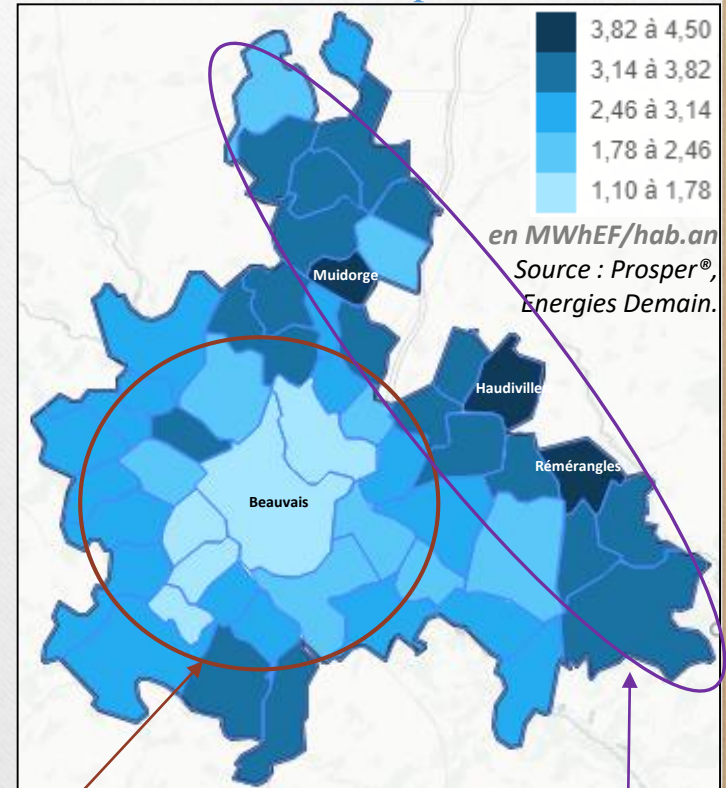 3,82 à 4,50
3,14 à 3,82
2,46 à 3,14
1,78 à 2,46
1,10 à 1,78
en MWhEF/hab.an
Source : Prosper®,
Energies Demain.
Muidorge
Haudiville
Rémérangles
Beauvais